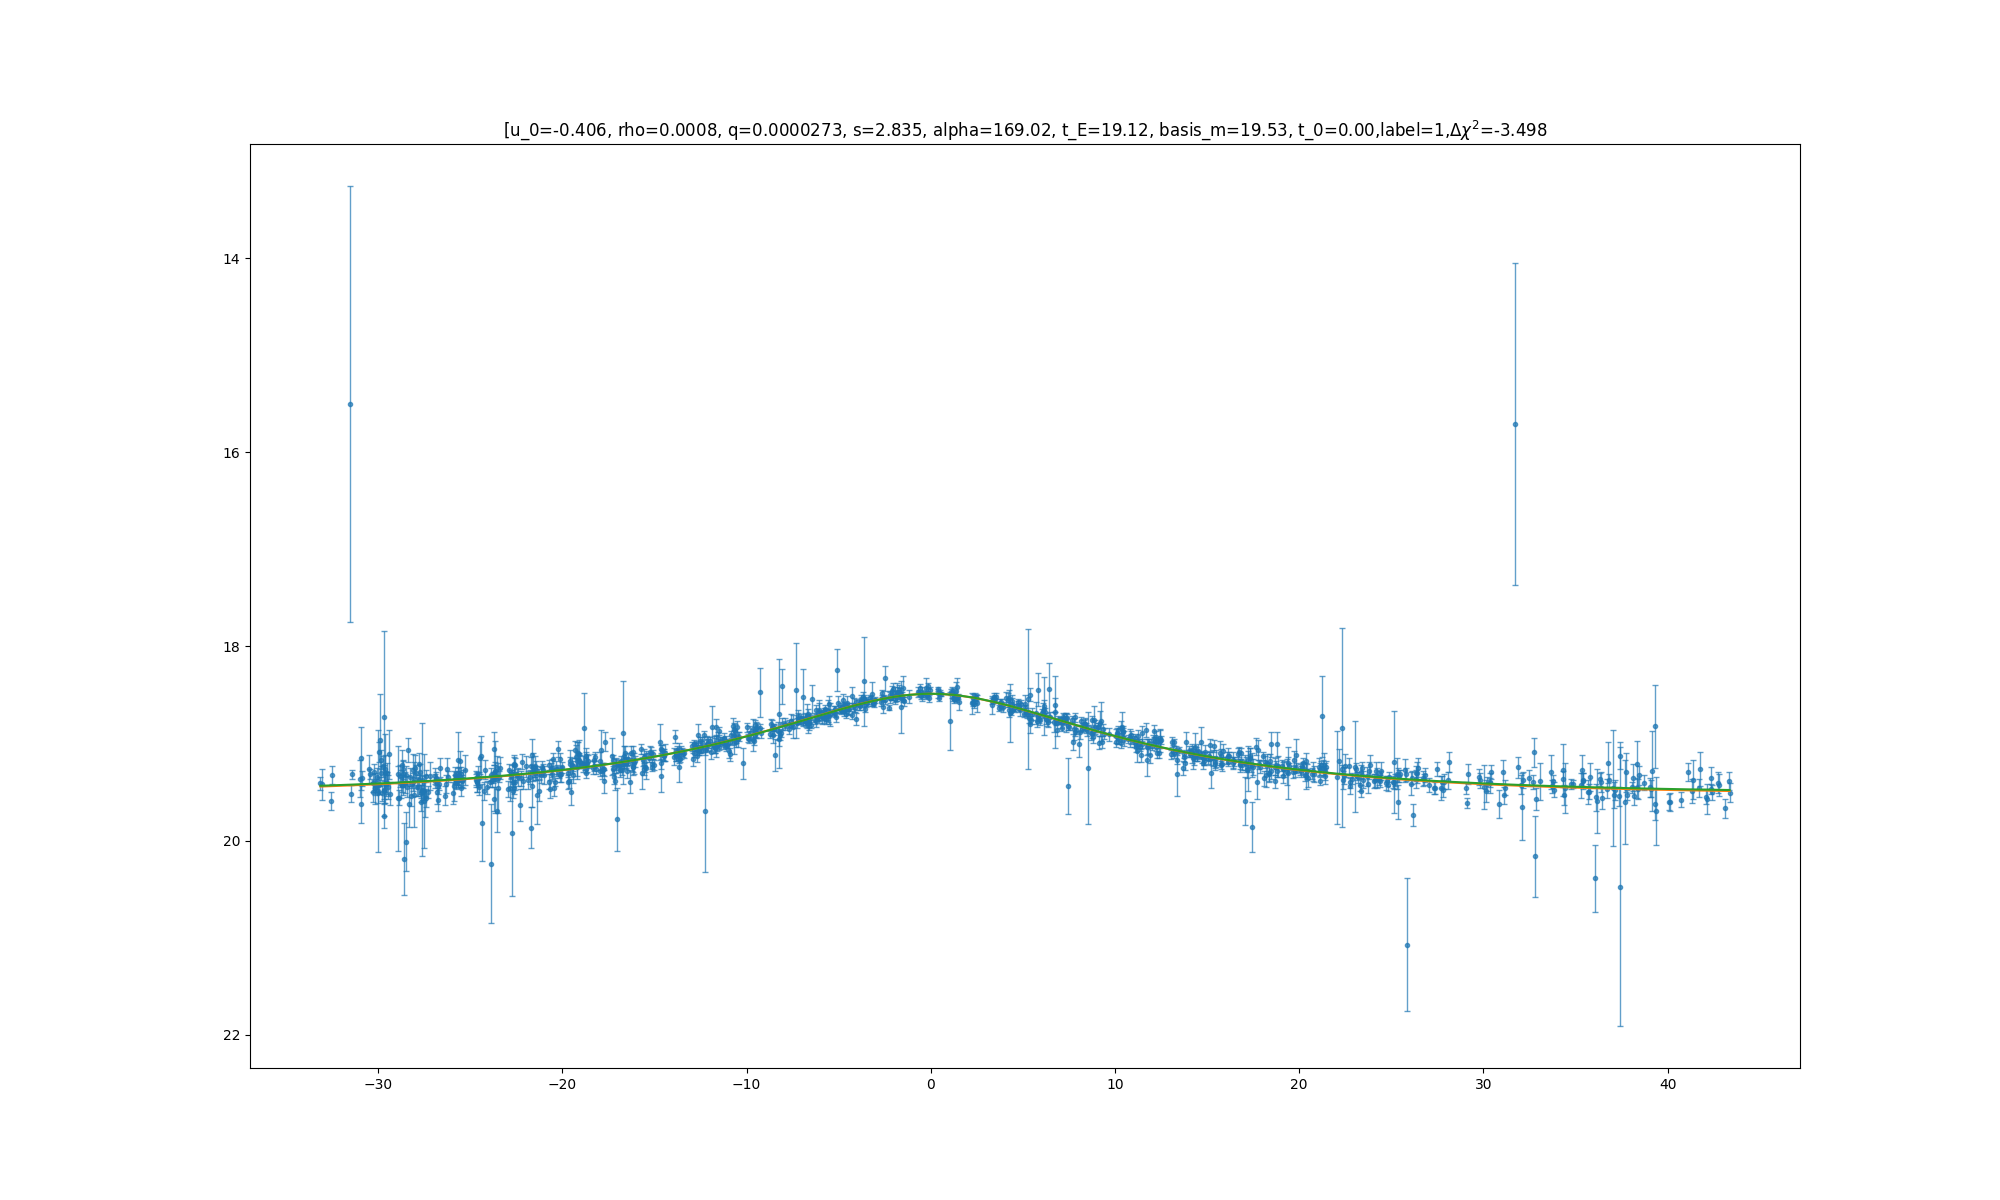 [u_0=-0.406, rho=0.0008, q=0.0000273, s=2.835, alpha=169.02, t_E=19.12, basis_m=19.53, t_0=0.00,label=1,Δχ²=-3.498
14
16
18
20
22
−30 −20 −10 0 10 20 30 40